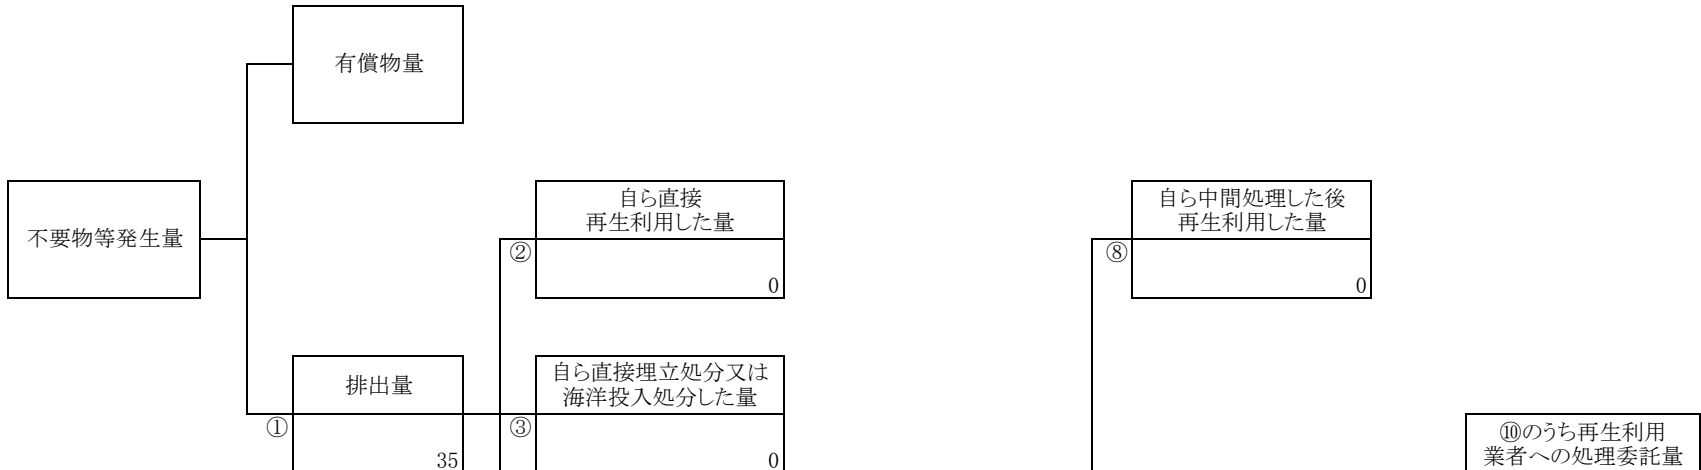 有償物量
不要物等発生量
自ら直接
再生利用した量
②
0
自ら中間処理した後
再生利用した量
⑧
0
排出量
①
35
自ら直接埋立処分又は
海洋投入処分した量
③
0
⑩のうち再生利用
業者への処理委託量